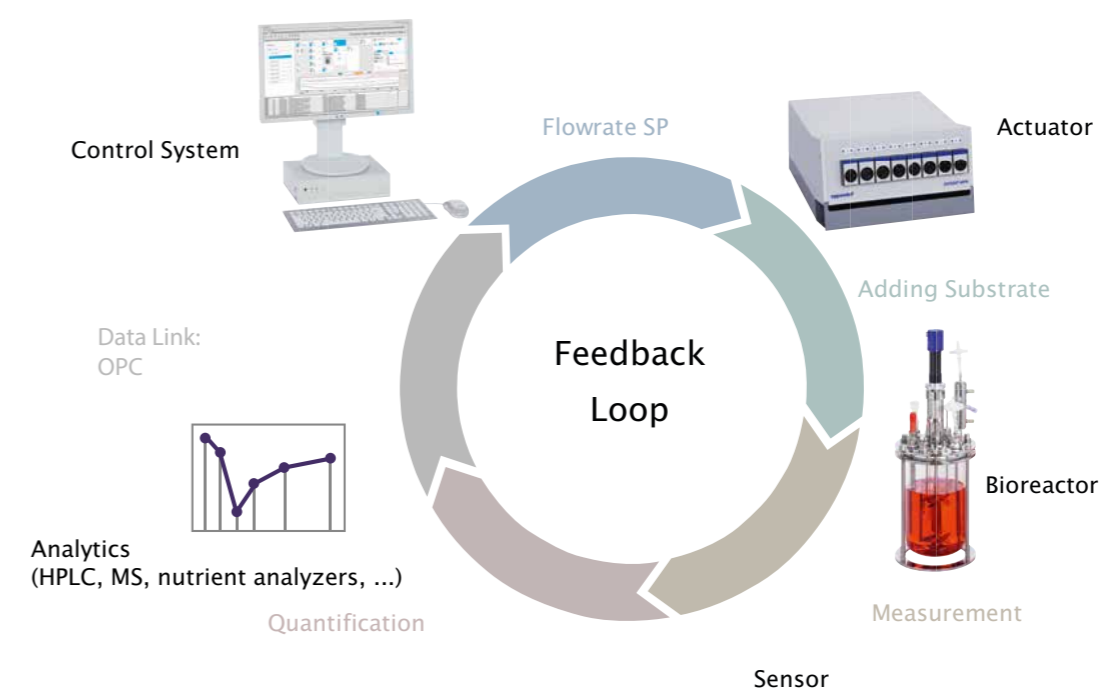 Flowrate SP
Control System
Actuator
Adding Substrate
Data Link:
OPC
Feedback
Loop
Bioreactor
Analytics
(HPLC, MS, nutrient analyzers, ...)
Quantification
Measurement
Sensor